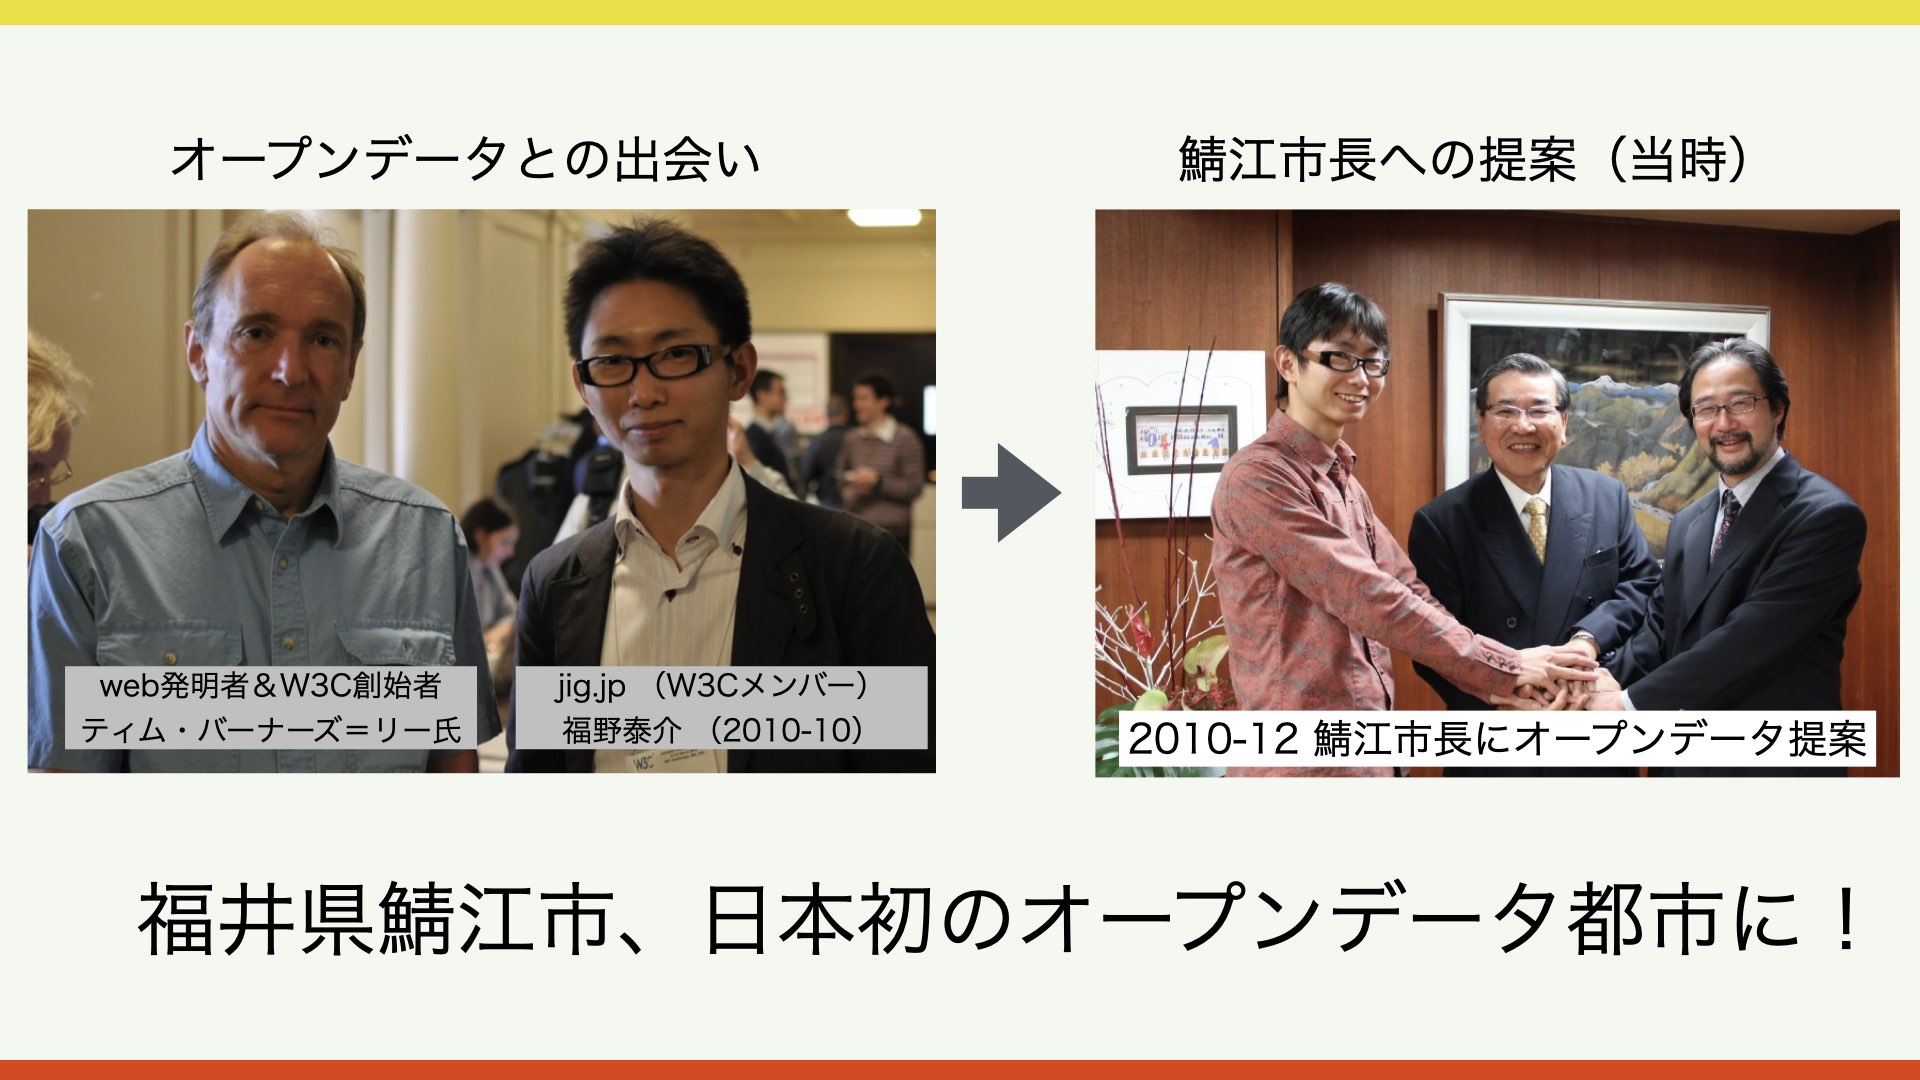 オープンデータとの出会い
鯖江市長への提案（当時）
web発明者＆W3C創始者
ティム・バーナーズ＝リー氏
jig.jp （W3Cメンバー）
福野泰介 （2010-10）
W3C
2010-12 鯖江市長にオープンデータ提案
福井県鯖江市、日本初のオープンデータ都市に！